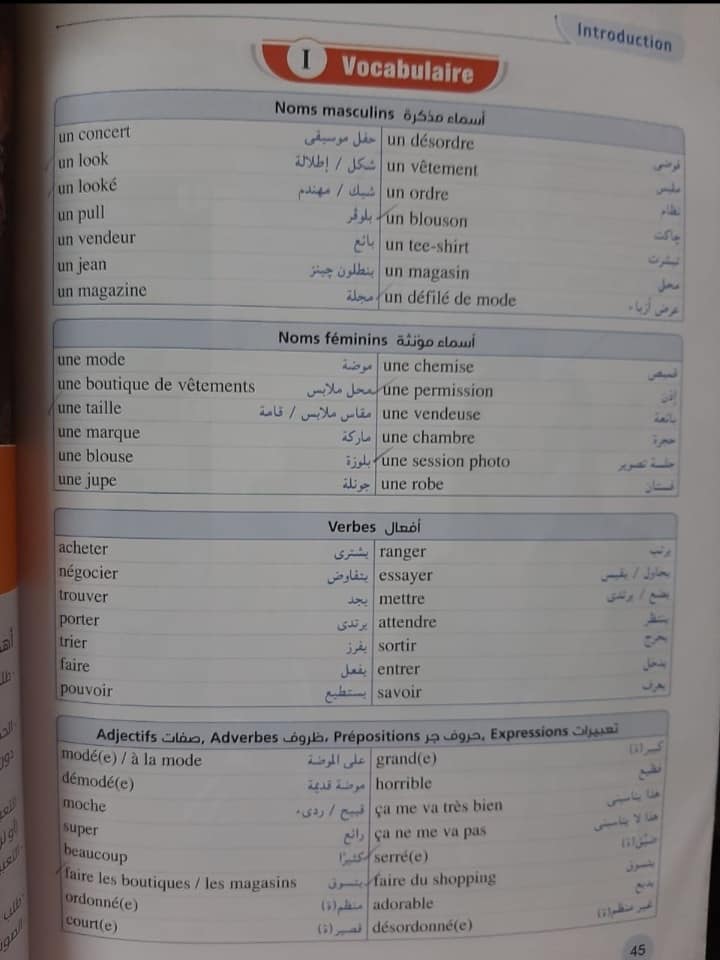 Introduction
I Vocabulaire
Noms masculins أسماء مذكرة
un concert حفل موسيقى un désordre فوضى
un look شكل / إطلالة un vêtement ملبس
un looké شيك / مهندم un ordre نظام
un pull بلوڤر un blouson چاكت
un vendeur بائع un tee-shirt تيشرت
un jean بنطلون چينز un magasin محل
un magazine مجلة un défilé de mode عرض أزياء
Noms féminins أسماء مؤنثة
une mode موضة une chemise قميص
une boutique de vêtements محل ملابس une permission إذن
une taille مقاس ملابس / قامة une vendeuse بائعة
une marque ماركة une chambre حجرة
une blouse بلوزة une session photo جلسة تصوير
une jupe جونلة une robe فستان
Verbes أفعال
acheter يشترى ranger يرتب
négocier يتفاوض essayer يحاول / يقيس
trouver يجد mettre يضع / يرتدى
porter يرتدى attendre ينتظر
trier يفرز sortir يخرج
faire يفعل entrer يدخل
pouvoir يستطيع savoir يعرف
Adjectifs صفات, Adverbes ظروف, Prépositions حروف جر, Expressions تعبيرات
modé(e) / à la mode على الموضة grand(e) كبير(ة)
démodé(e) موضة قديمة horrible فظيع
moche قبيح / ردىء ça me va très bien هذا يناسبنى
super رائع ça ne me va pas هذا لا يناسبنى
beaucoup كثيرًا serré(e) ضيق(ة)
faire les boutiques / les magasins يتسوق faire du shopping يتسوق
ordonné(e) منظم(ة) adorable بديع
court(e) قصير(ة) désordonné(e) غير منظم(ة)
45